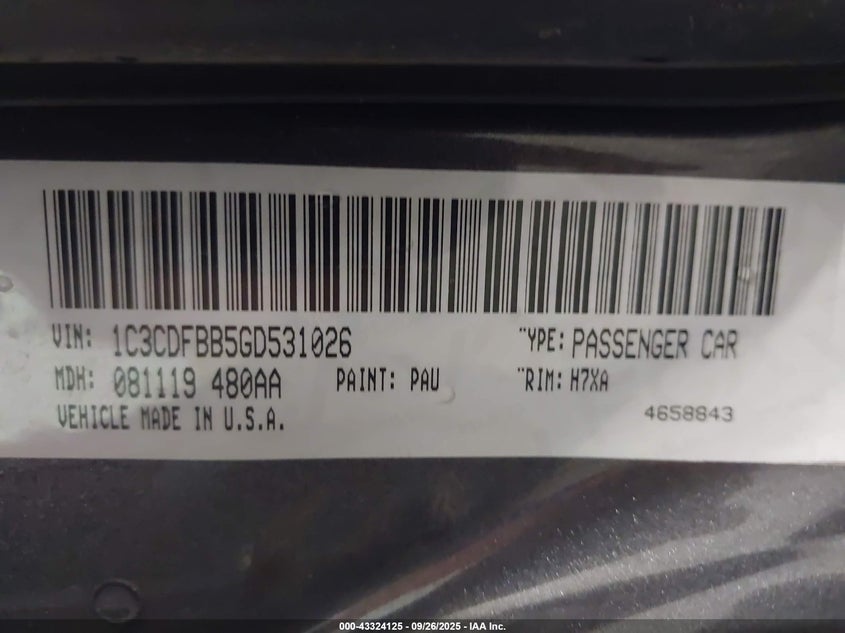 VIN: 1C3CDFBB5GD531026 "YPE: PASSENGER CAR
MDH: 081119 480AA PAINT: PAU "RIM: H7XA
VEHICLE MADE IN U.S.A. 4658843
000-43324125 - 09/26/2025 - IAA Inc.